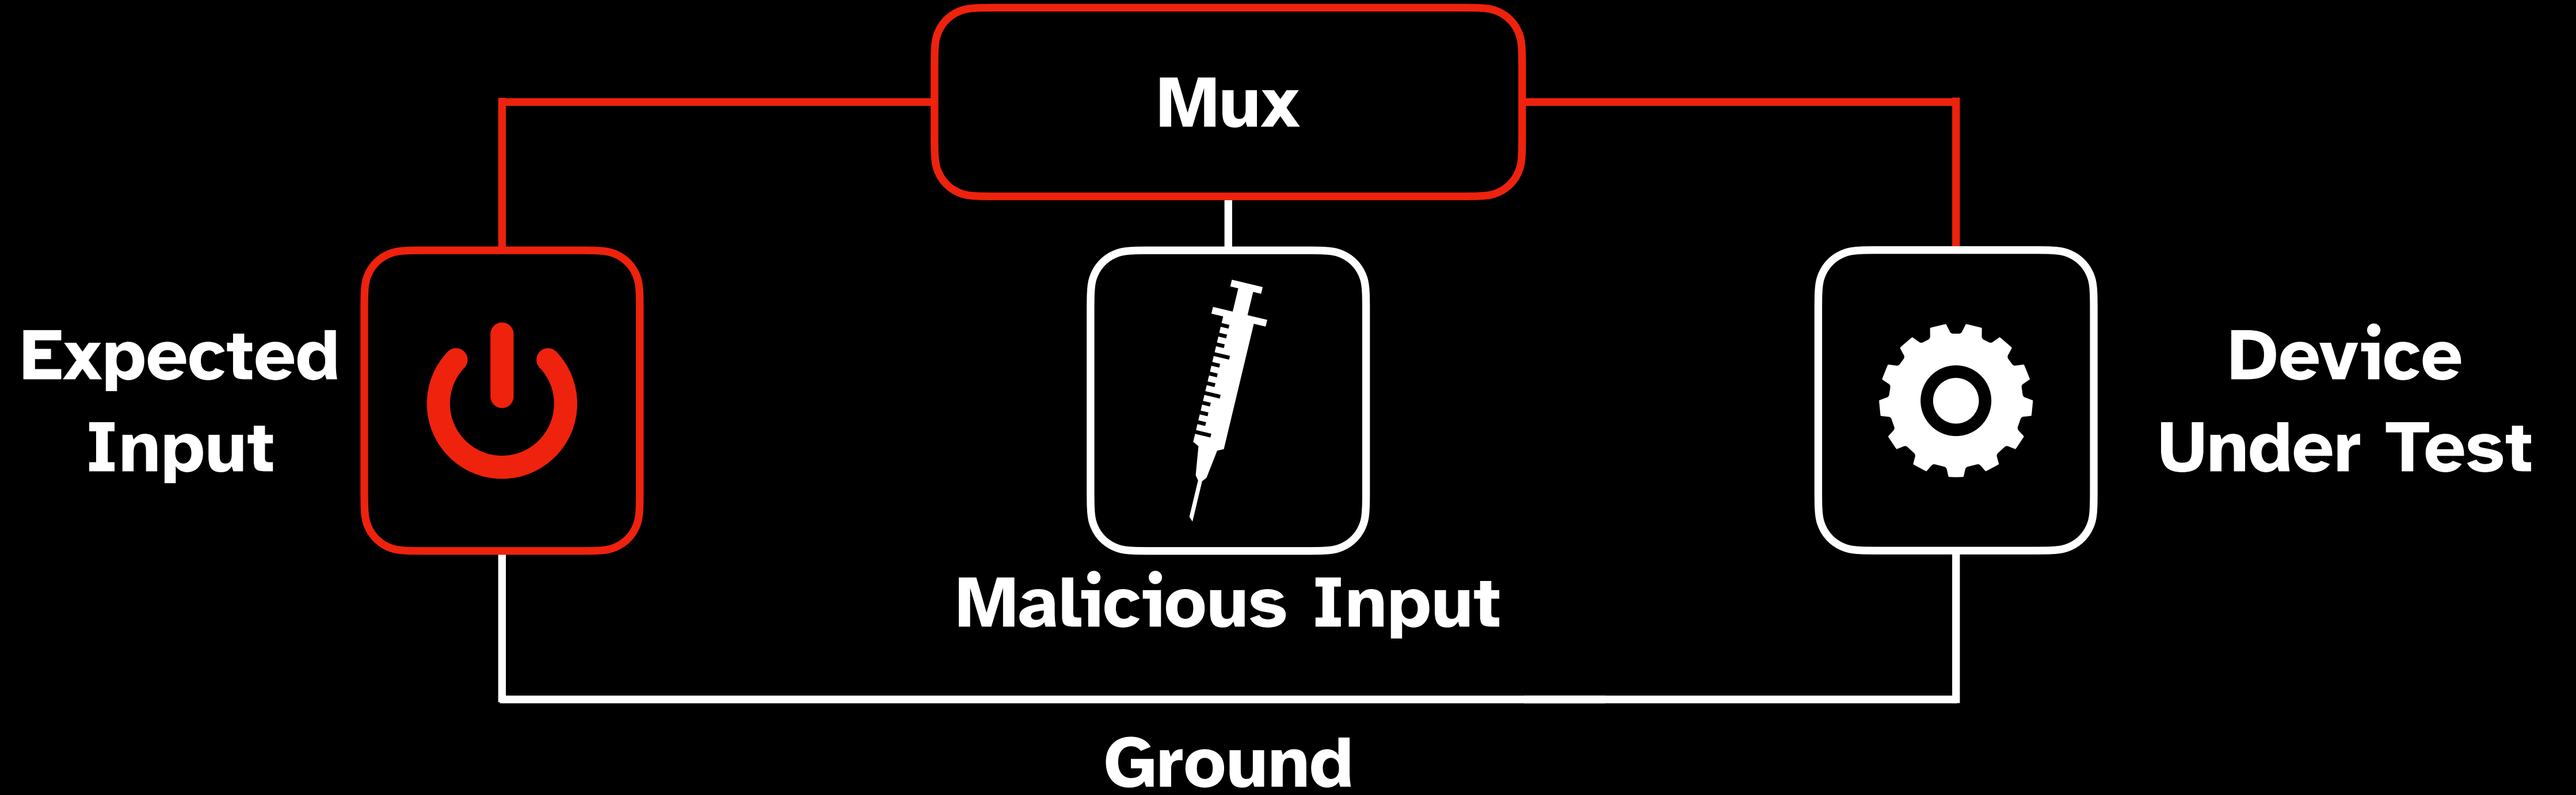 Mux
Expected
Input
Malicious Input
Device
Under Test
Ground